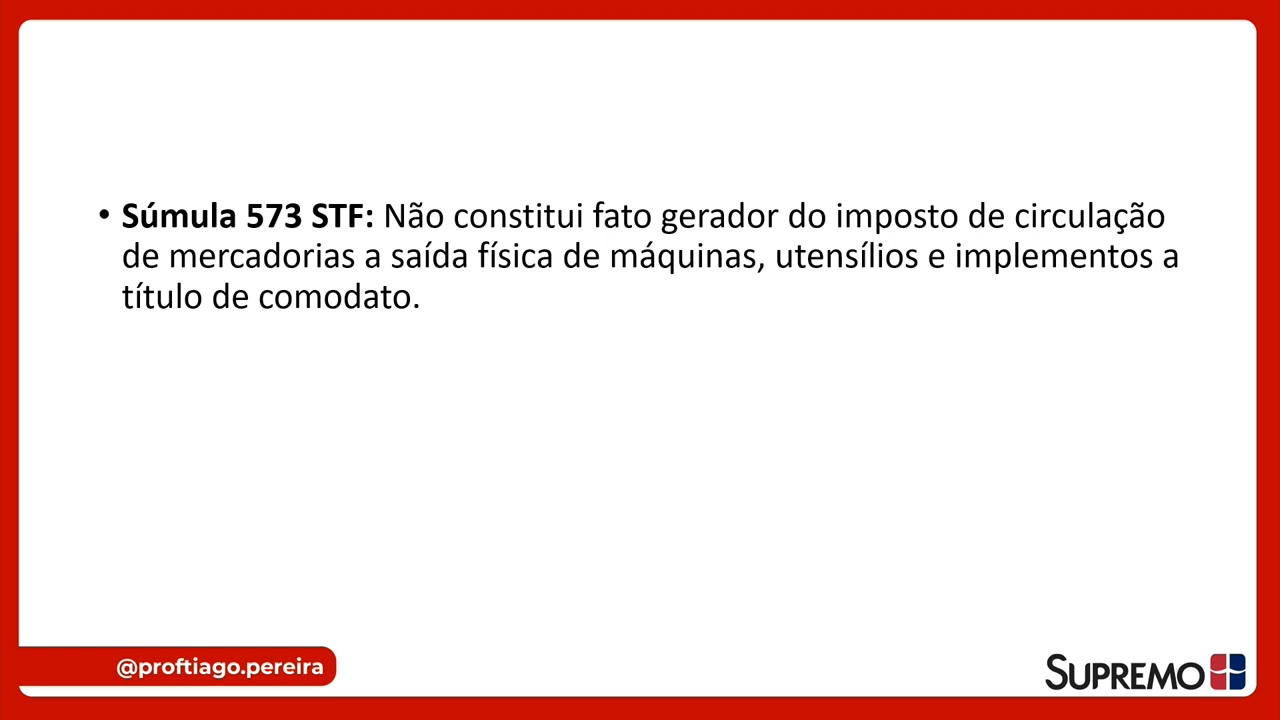 • Súmula 573 STF: Não constitui fato gerador do imposto de circulação
de mercadorias a saída física de máquinas, utensílios e implementos a
título de comodato.
@proftiago.pereira
SUPREMO